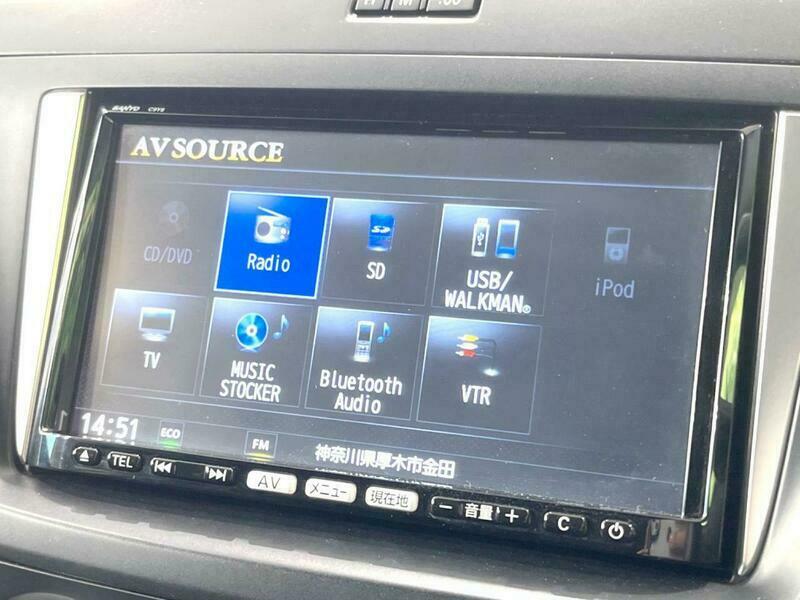 H M :00
SANYO C9Y8
AV SOURCE
CD/DVD
Radio
SD
USB/
WALKMAN®
iPod
TV
MUSIC
STOCKER
Bluetooth
Audio
VTR
14:51 ECO FM 神奈川県厚木市金田
TEL AV メニュー 現在地 − 音量 + C